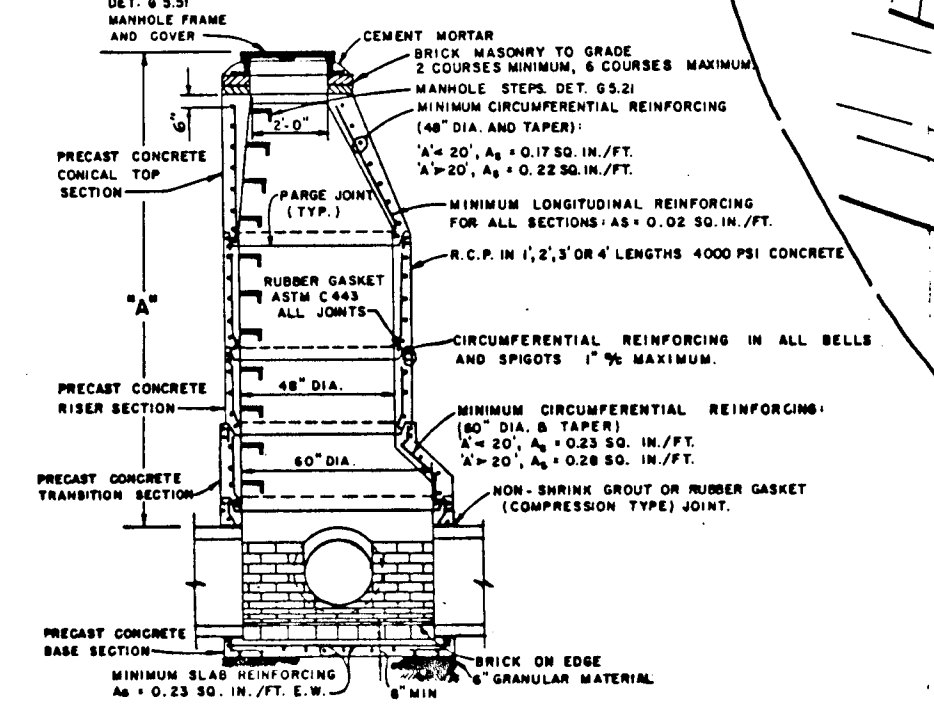 DET. G 5.51
MANHOLE FRAME
AND COVER
CEMENT MORTAR
BRICK MASONRY TO GRADE
2 COURSES MINIMUM, 6 COURSES MAXIMUM.
MANHOLE STEPS. DET. G5.21
MINIMUM CIRCUMFERENTIAL REINFORCING
(48" DIA. AND TAPER):
'A'< 20', As = 0.17 SQ. IN./FT.
'A'> 20', As = 0.22 SQ. IN./FT.
6"
2'-0"
PRECAST CONCRETE
CONICAL TOP
SECTION
PARGE JOINT
(TYP.)
MINIMUM LONGITUDINAL REINFORCING
FOR ALL SECTIONS: AS = 0.02 SQ. IN./FT.
R.C.P. IN 1', 2', 3' OR 4' LENGTHS 4000 PSI CONCRETE
"A"
RUBBER GASKET
ASTM C 443
ALL JOINTS
CIRCUMFERENTIAL REINFORCING IN ALL BELLS
AND SPIGOTS 1" % MAXIMUM.
48" DIA.
PRECAST CONCRETE
RISER SECTION
MINIMUM CIRCUMFERENTIAL REINFORCING:
(60" DIA. & TAPER)
'A'< 20', As = 0.23 SQ. IN./FT.
'A'> 20', As = 0.28 SQ. IN./FT.
60" DIA.
PRECAST CONCRETE
TRANSITION SECTION
NON-SHRINK GROUT OR RUBBER GASKET
(COMPRESSION TYPE) JOINT.
PRECAST CONCRETE
BASE SECTION
MINIMUM SLAB REINFORCING
As = 0.23 SQ. IN./FT. E.W.
8" MIN
BRICK ON EDGE
6" GRANULAR MATERIAL